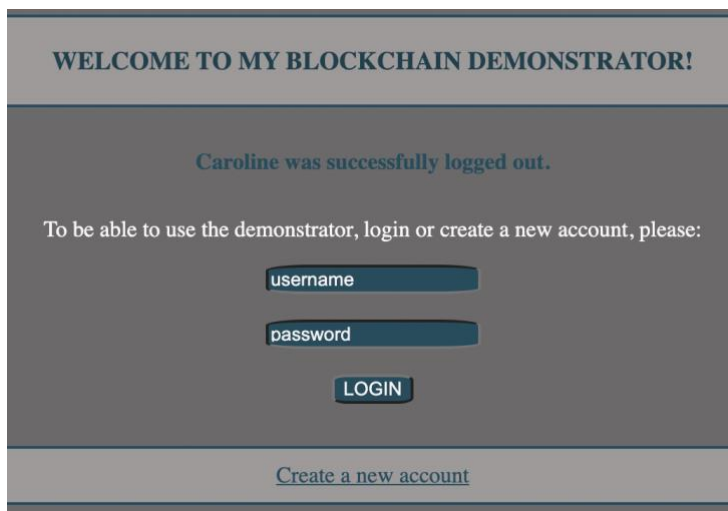 WELCOME TO MY BLOCKCHAIN DEMONSTRATOR!
Caroline was successfully logged out.
To be able to use the demonstrator, login or create a new account, please:
username
password
LOGIN
Create a new account